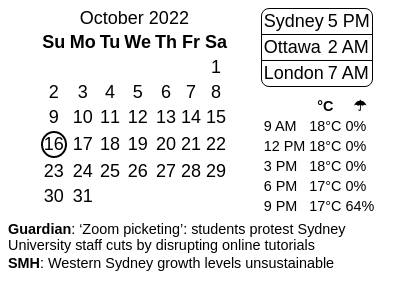 October 2022
Su Mo Tu We Th Fr Sa
1
2 3 4 5 6 7 8
9 10 11 12 13 14 15
16 17 18 19 20 21 22
23 24 25 26 27 28 29
30 31
Sydney 5 PM
Ottawa 2 AM
London 7 AM
°C ☂
9 AM 18°C 0%
12 PM 18°C 0%
3 PM 18°C 0%
6 PM 17°C 0%
9 PM 17°C 64%
Guardian: ‘Zoom picketing’: students protest Sydney
University staff cuts by disrupting online tutorials
SMH: Western Sydney growth levels unsustainable